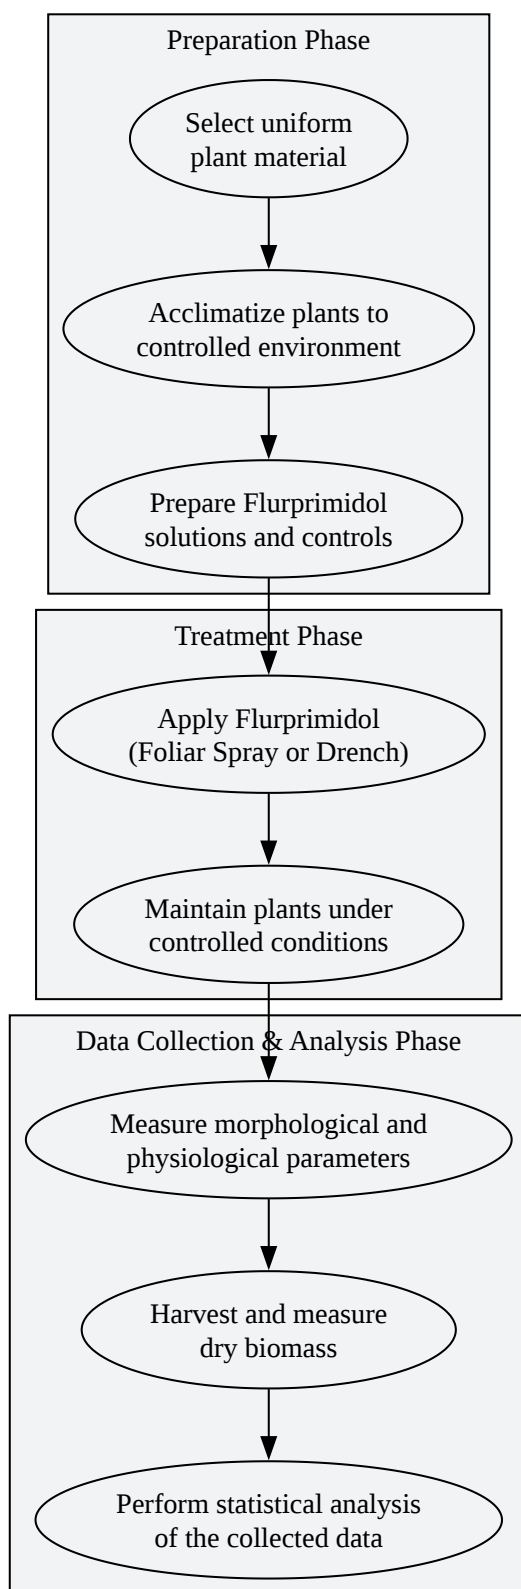 Preparation Phase
Select uniform
plant material
Acclimatize plants to
controlled environment
Prepare Flurprimidol
solutions and controls
Treatment Phase
Apply Flurprimidol
(Foliar Spray or Drench)
Maintain plants under
controlled conditions
Data Collection & Analysis Phase
Measure morphological and
physiological parameters
Harvest and measure
dry biomass
Perform statistical analysis
of the collected data